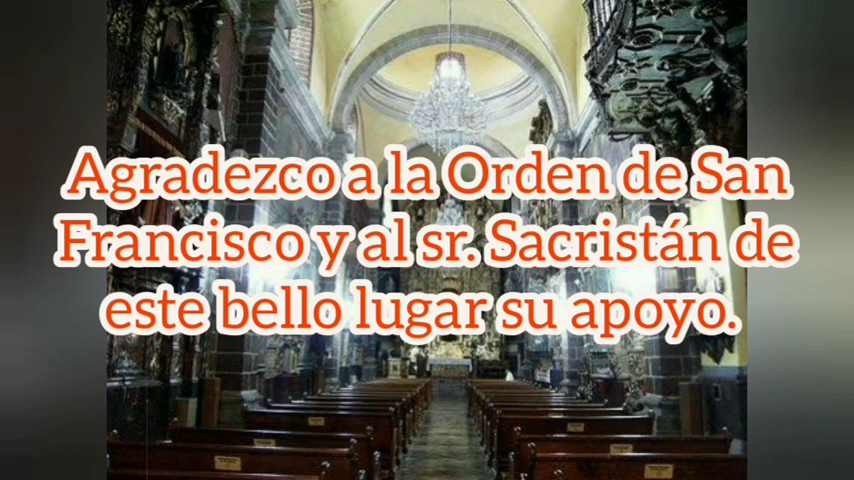 Agradezco a la Orden de San
Francisco y al sr. Sacristán de
este bello lugar su apoyo.